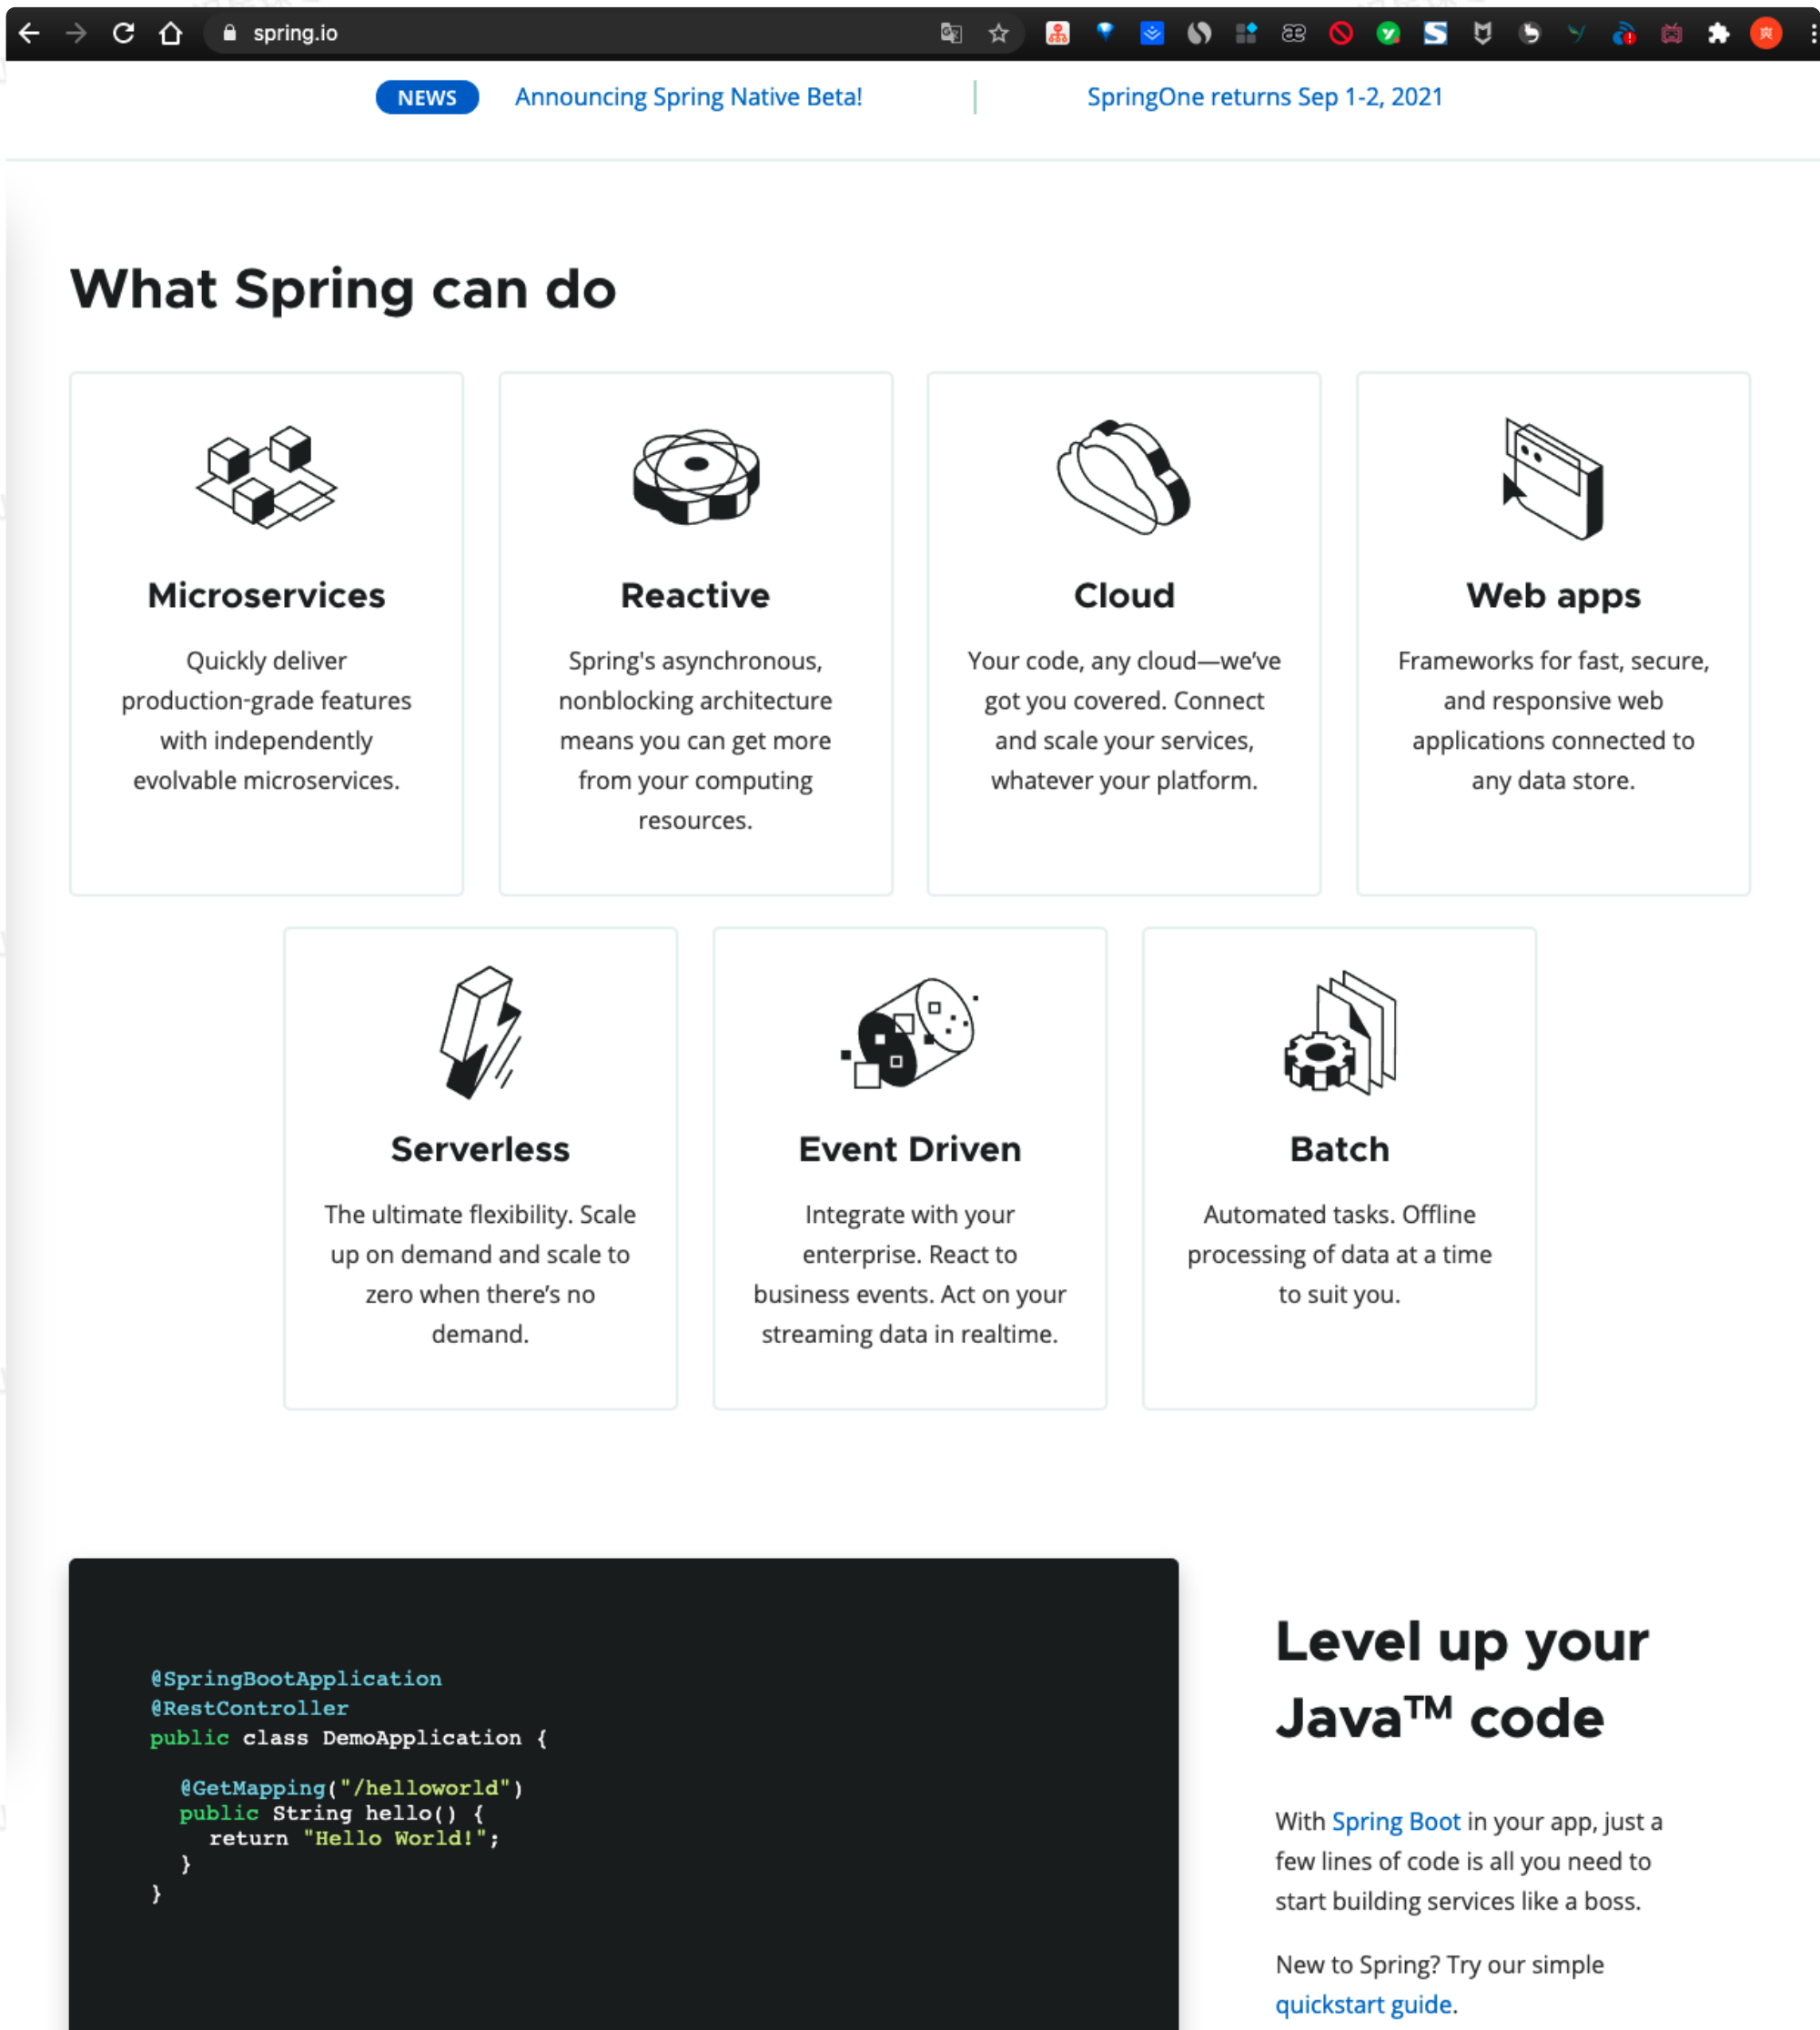 spring.io
NEWS Announcing Spring Native Beta! SpringOne returns Sep 1-2, 2021
What Spring can do
Microservices
Quickly deliver
production-grade features
with independently
evolvable microservices.
Reactive
Spring's asynchronous,
nonblocking architecture
means you can get more
from your computing
resources.
Cloud
Your code, any cloud—we’ve
got you covered. Connect
and scale your services,
whatever your platform.
Web apps
Frameworks for fast, secure,
and responsive web
applications connected to
any data store.
Serverless
The ultimate flexibility. Scale
up on demand and scale to
zero when there’s no
demand.
Event Driven
Integrate with your
enterprise. React to
business events. Act on your
streaming data in realtime.
Batch
Automated tasks. Offline
processing of data at a time
to suit you.
@SpringBootApplication
@RestController
public class DemoApplication {
@GetMapping("/helloworld")
public String hello() {
return "Hello World!";
}
}
Level up your
Java™ code
With Spring Boot in your app, just a
few lines of code is all you need to
start building services like a boss.
New to Spring? Try our simple
quickstart guide.